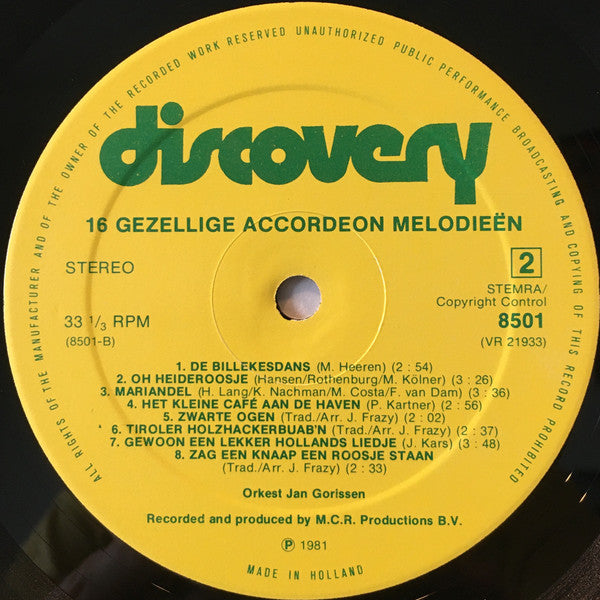 ALL RIGHTS OF THE MANUFACTURER AND OF THE OWNER OF THE RECORDED WORK RESERVED UNAUTHORIZED PUBLIC PERFORMANCE BROADCASTING AND COPYING OF THIS RECORD PROHIBITED
discovery
16 GEZELLIGE ACCORDEON MELODIEËN
STEREO
2
STEMRA/
Copyright Control
33 1/3 RPM
8501
(8501-B)
(VR 21933)
1. DE BILLEKESDANS (M. Heeren) (2 : 54)
2. OH HEIDEROOSJE (Hansen/Rothenburg/M. Kölner) (3 : 26)
3. MARIANDEL (H. Lang/K. Nachman/M. Costa/F. van Dam) (3 : 36)
4. HET KLEINE CAFÉ AAN DE HAVEN (P. Kartner) (2 : 56)
5. ZWARTE OGEN (Trad./Arr. J. Frazy) (2 : 02)
6. TIROLER HOLZHACKERBUAB'N (Trad./Arr. J. Frazy) (2 : 37)
7. GEWOON EEN LEKKER HOLLANDS LIEDJE (J. Kars) (3 : 48)
8. ZAG EEN KNAAP EEN ROOSJE STAAN
(Trad./Arr. J. Frazy) (2 : 33)
Orkest Jan Gorissen
Recorded and produced by M.C.R. Productions B.V.
Ⓟ 1981
MADE IN HOLLAND